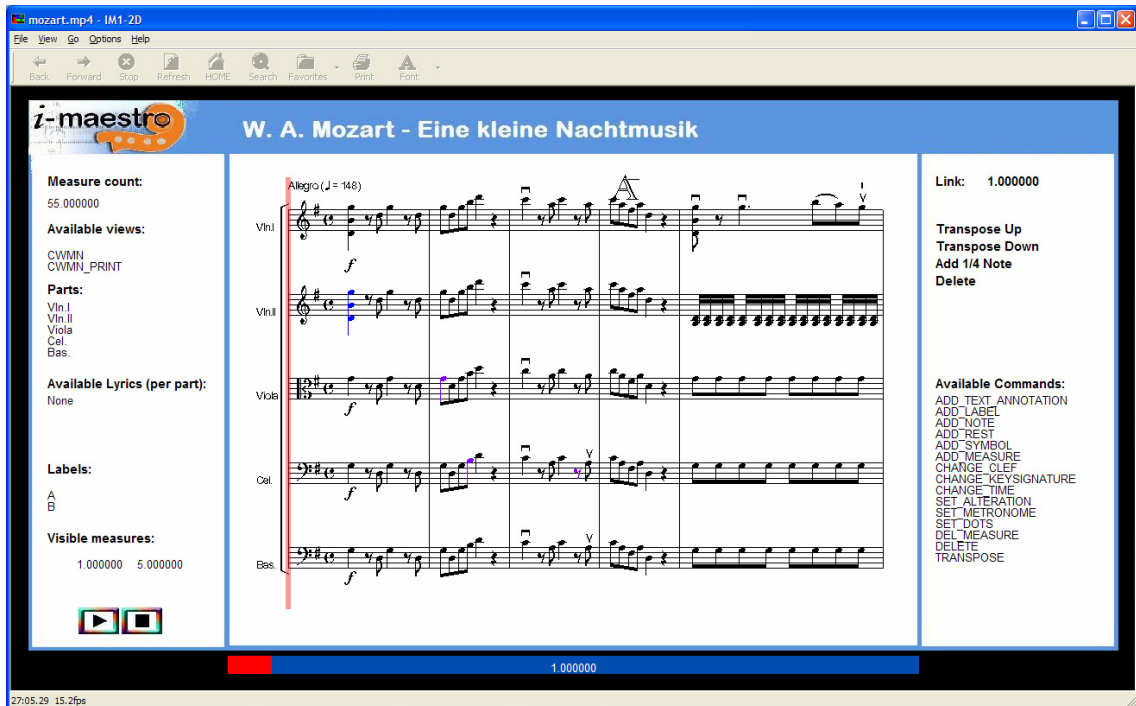 mozart.mp4 - IM1-2D
File View Go Options Help
Back Forward Stop Refresh HOME Search Favorites Print Font
i-maestro
W. A. Mozart - Eine kleine Nachtmusik
Measure count:
55.000000
Available views:
CWMN
CWMN_PRINT
Parts:
Vln.I
Vln.II
Viola
Cel.
Bas.
Available Lyrics (per part):
None
Labels:
A
B
Visible measures:
1.000000 5.000000
Allegro (♩ = 148)
A
Vln.I
f
Vln.II
Viola
f
Cel.
f
Bas.
f
Link: 1.000000
Transpose Up
Transpose Down
Add 1/4 Note
Delete
Available Commands:
ADD_TEXT_ANNOTATION
ADD_LABEL
ADD_NOTE
ADD_REST
ADD_SYMBOL
ADD_MEASURE
CHANGE_CLEF
CHANGE_KEYSIGNATURE
CHANGE_TIME
SET_ALTERATION
SET_METRONOME
SET_DOTS
DEL_MEASURE
DELETE
TRANSPOSE
1.000000
27:05.29 15.2fps